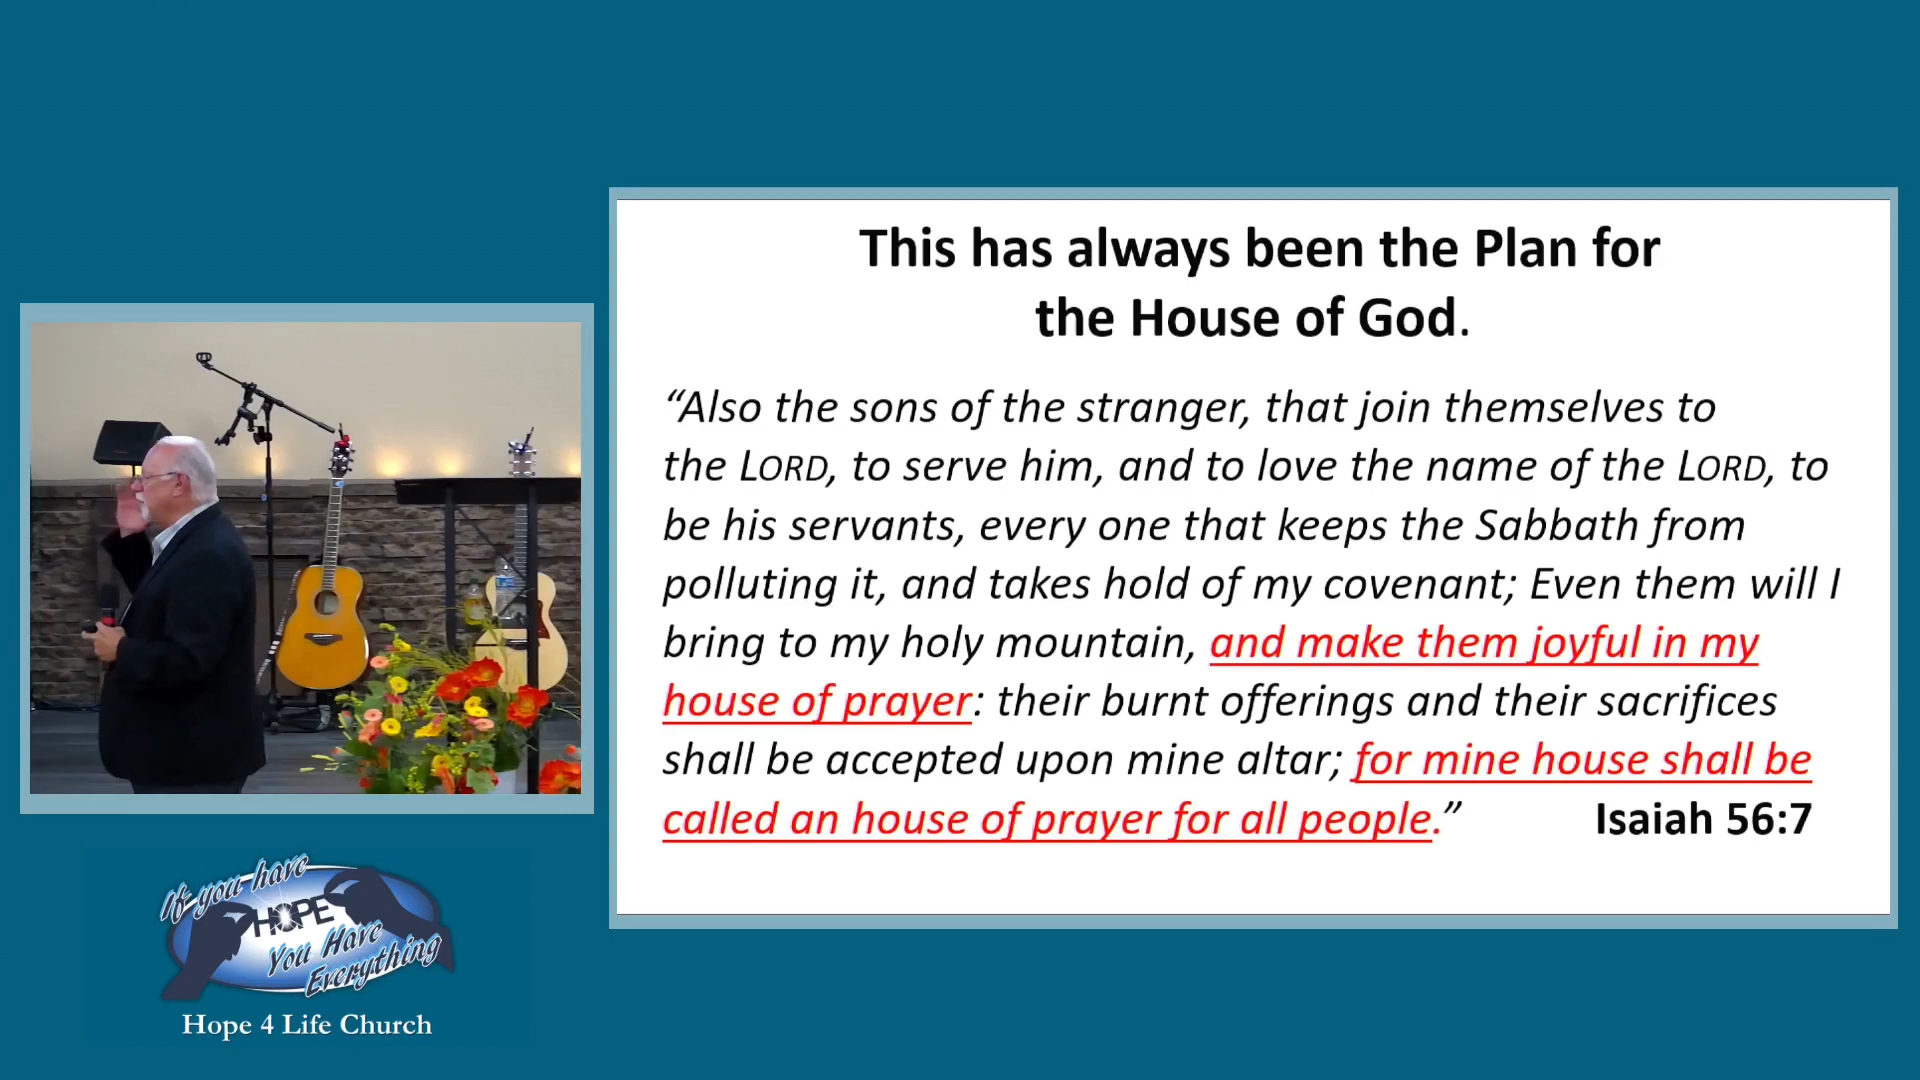 This has always been the Plan for
the House of God.
“Also the sons of the stranger, that join themselves to
the LORD, to serve him, and to love the name of the LORD, to
be his servants, every one that keeps the Sabbath from
polluting it, and takes hold of my covenant; Even them will I
bring to my holy mountain, and make them joyful in my
house of prayer: their burnt offerings and their sacrifices
shall be accepted upon mine altar; for mine house shall be
called an house of prayer for all people.” Isaiah 56:7
If you have
HOPE
You Have
Everything
Hope 4 Life Church